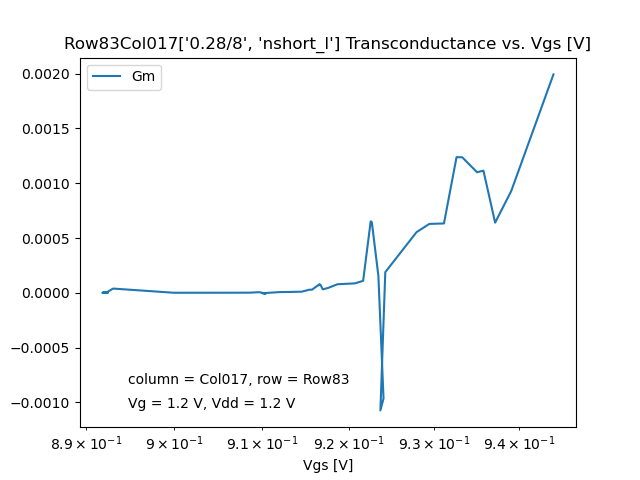 Row83Col017['0.28/8', 'nshort_l'] Transconductance vs. Vgs [V]
Gm
0.0020
0.0015
0.0010
0.0005
0.0000
−0.0005
−0.0010
column = Col017, row = Row83
Vg = 1.2 V, Vdd = 1.2 V
8.9 × 10⁻¹ 9 × 10⁻¹ 9.1 × 10⁻¹ 9.2 × 10⁻¹ 9.3 × 10⁻¹ 9.4 × 10⁻¹
Vgs [V]